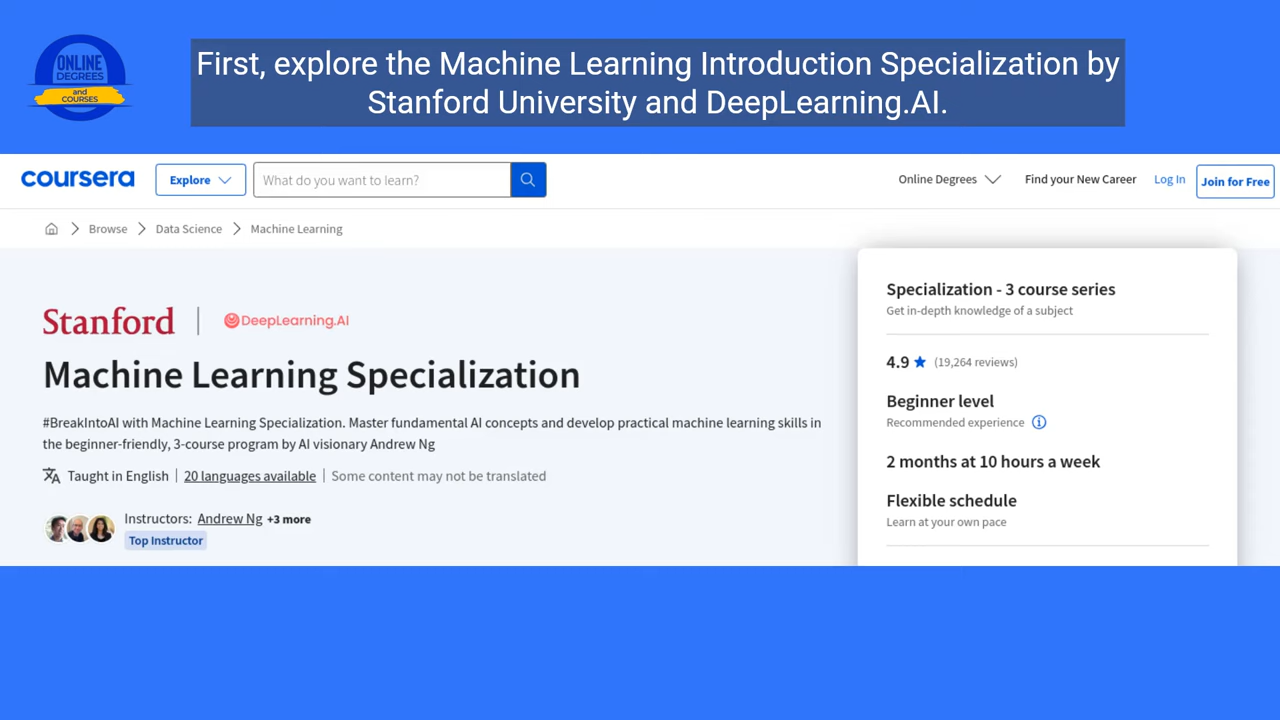 ONLINE
DEGREES
and
COURSES
First, explore the Machine Learning Introduction Specialization by
Stanford University and DeepLearning.AI.
coursera
Explore
What do you want to learn?
Online Degrees
Find your New Career
Log In
Join for Free
Browse
Data Science
Machine Learning
Stanford
DeepLearning.AI
Machine Learning Specialization
#BreakIntoAI with Machine Learning Specialization. Master fundamental AI concepts and develop practical machine learning skills in
the beginner-friendly, 3-course program by AI visionary Andrew Ng
Taught in English | 20 languages available | Some content may not be translated
Instructors: Andrew Ng +3 more
Top Instructor
Specialization - 3 course series
Get in-depth knowledge of a subject
4.9 ★ (19,264 reviews)
Beginner level
Recommended experience
2 months at 10 hours a week
Flexible schedule
Learn at your own pace